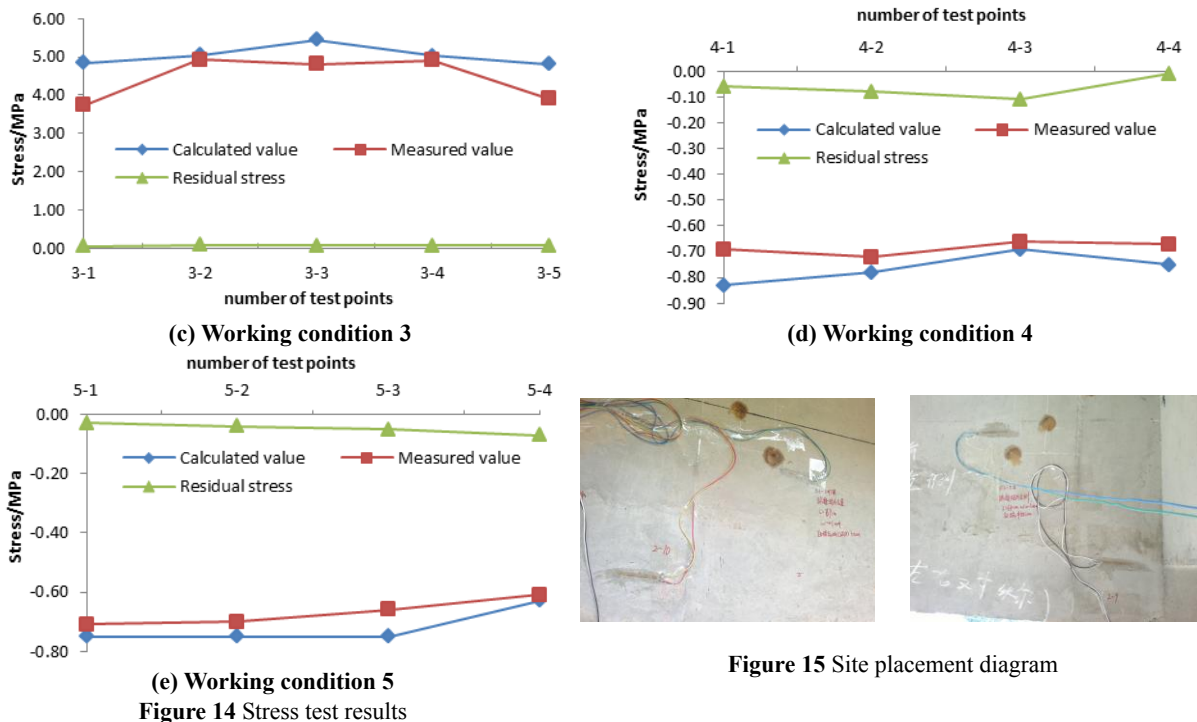 6.00
5.00
4.00
3.00
2.00
1.00
0.00
Stress/MPa
Calculated value
Measured value
Residual stress
3-1
3-2
3-3
3-4
3-5
number of test points
(c) Working condition 3
number of test points
4-1
4-2
4-3
4-4
0.00
-0.10
-0.20
-0.30
-0.40
-0.50
-0.60
-0.70
-0.80
-0.90
Stress/MPa
Calculated value
Measured value
Residual stress
(d) Working condition 4
number of test points
5-1
5-2
5-3
5-4
0.00
-0.20
-0.40
-0.60
-0.80
Stress/MPa
Calculated value
Measured value
Residual stress
(e) Working condition 5
Figure 14 Stress test results
2-10
Figure 15 Site placement diagram